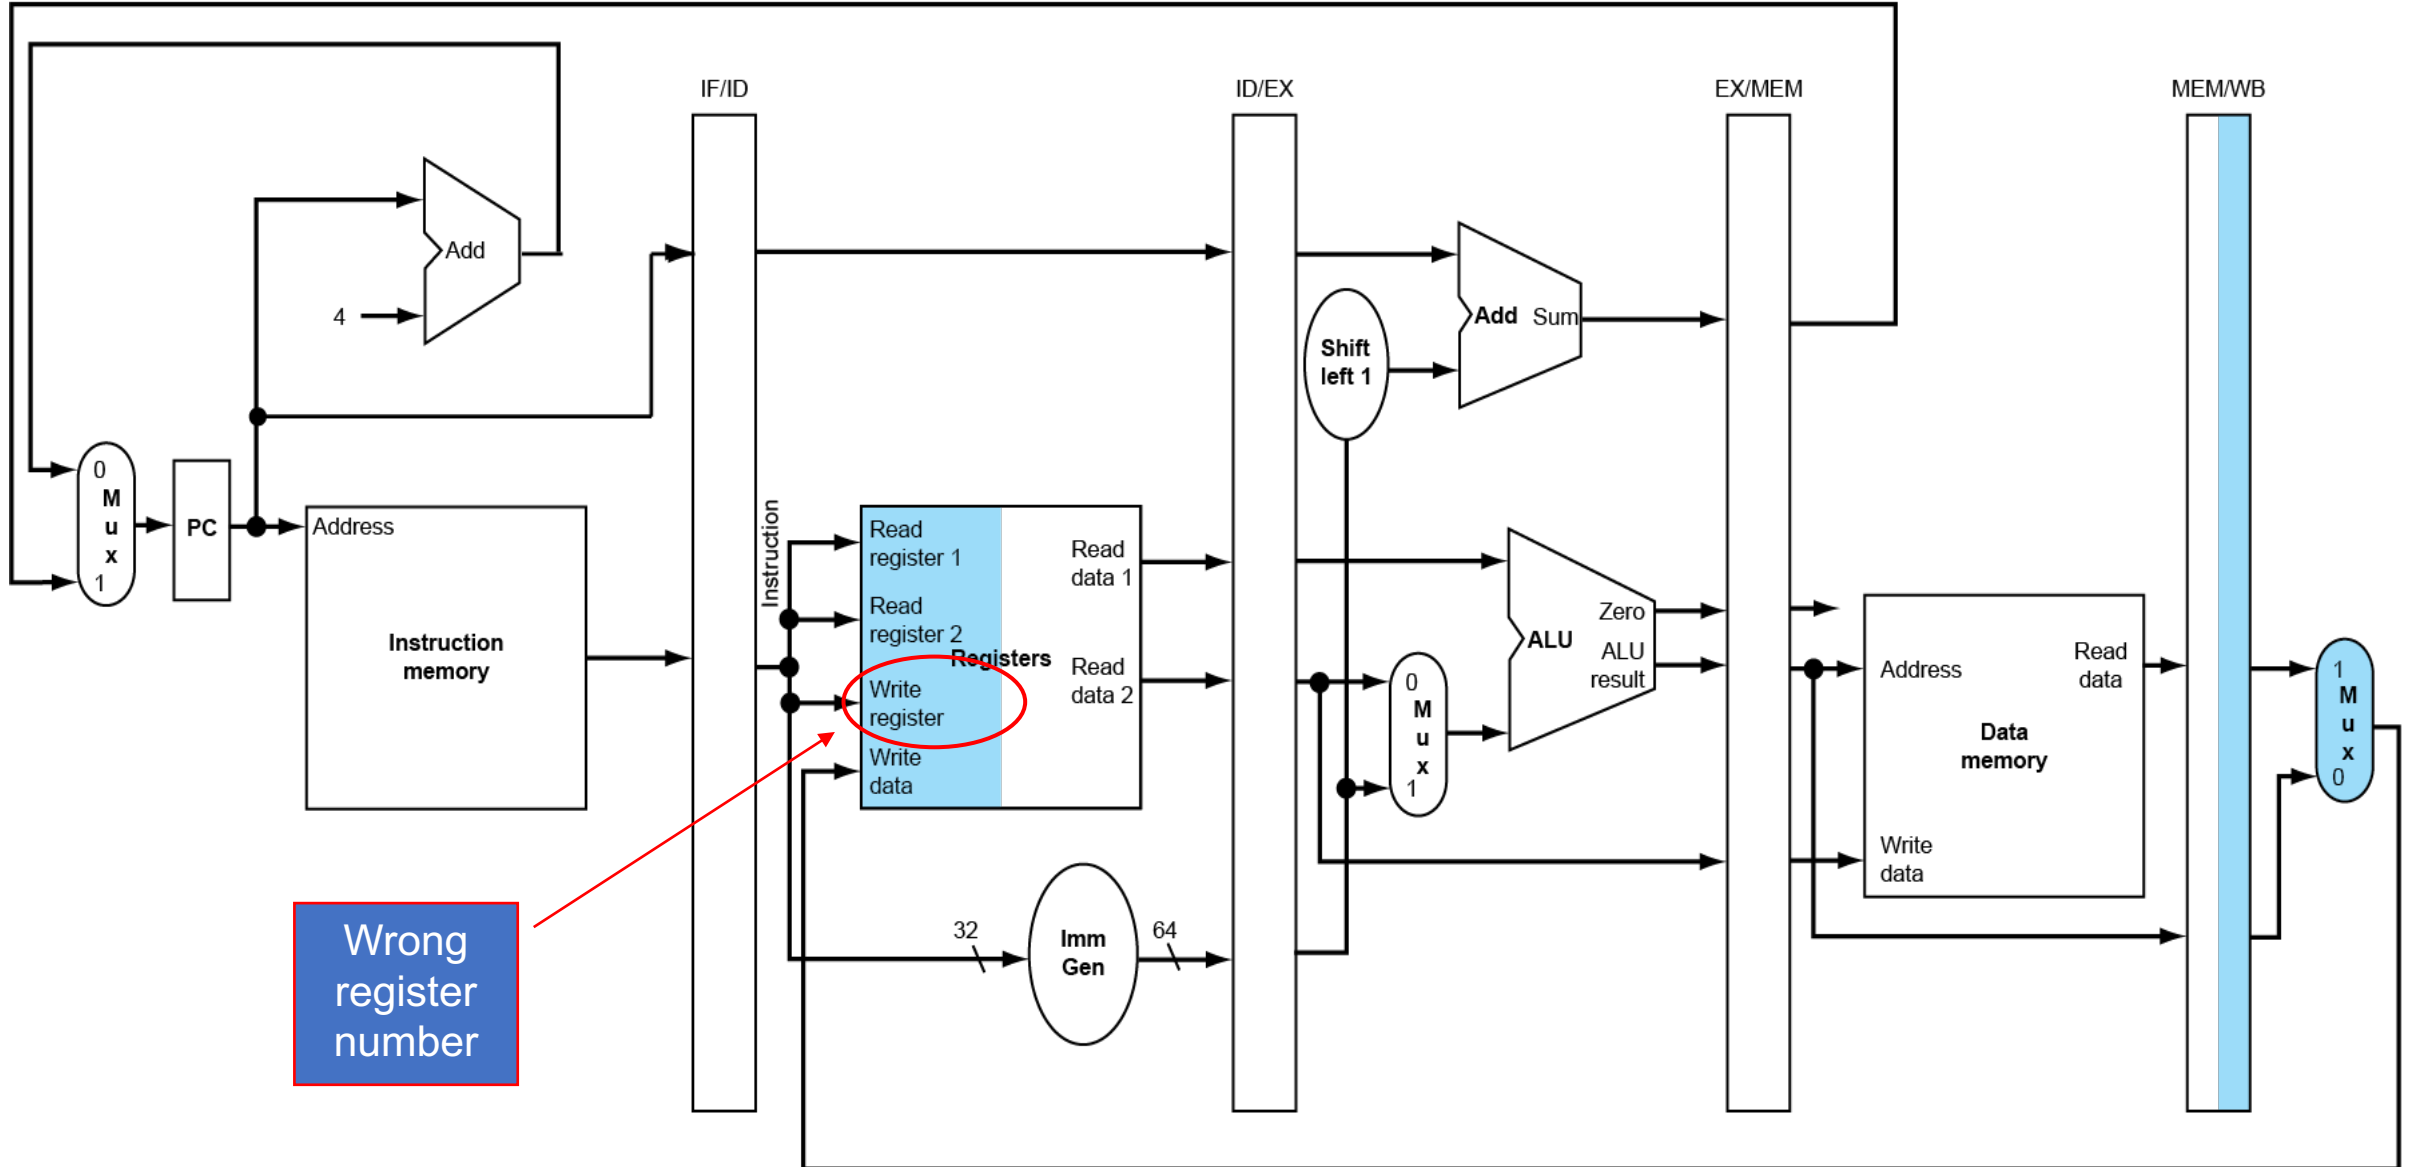 IF/ID
ID/EX
EX/MEM
MEM/WB
Add
4
Add Sum
Shift
left 1
0
M
u
x
1
PC
Address
Instruction
memory
Instruction
Read
register 1
Read
register 2
Registers
Write
register
Write
data
Read
data 1
Read
data 2
0
M
u
x
1
Zero
ALU
ALU
result
Address
Read
data
Data
memory
Write
data
1
M
u
x
0
32
Imm
Gen
64
Wrong
register
number